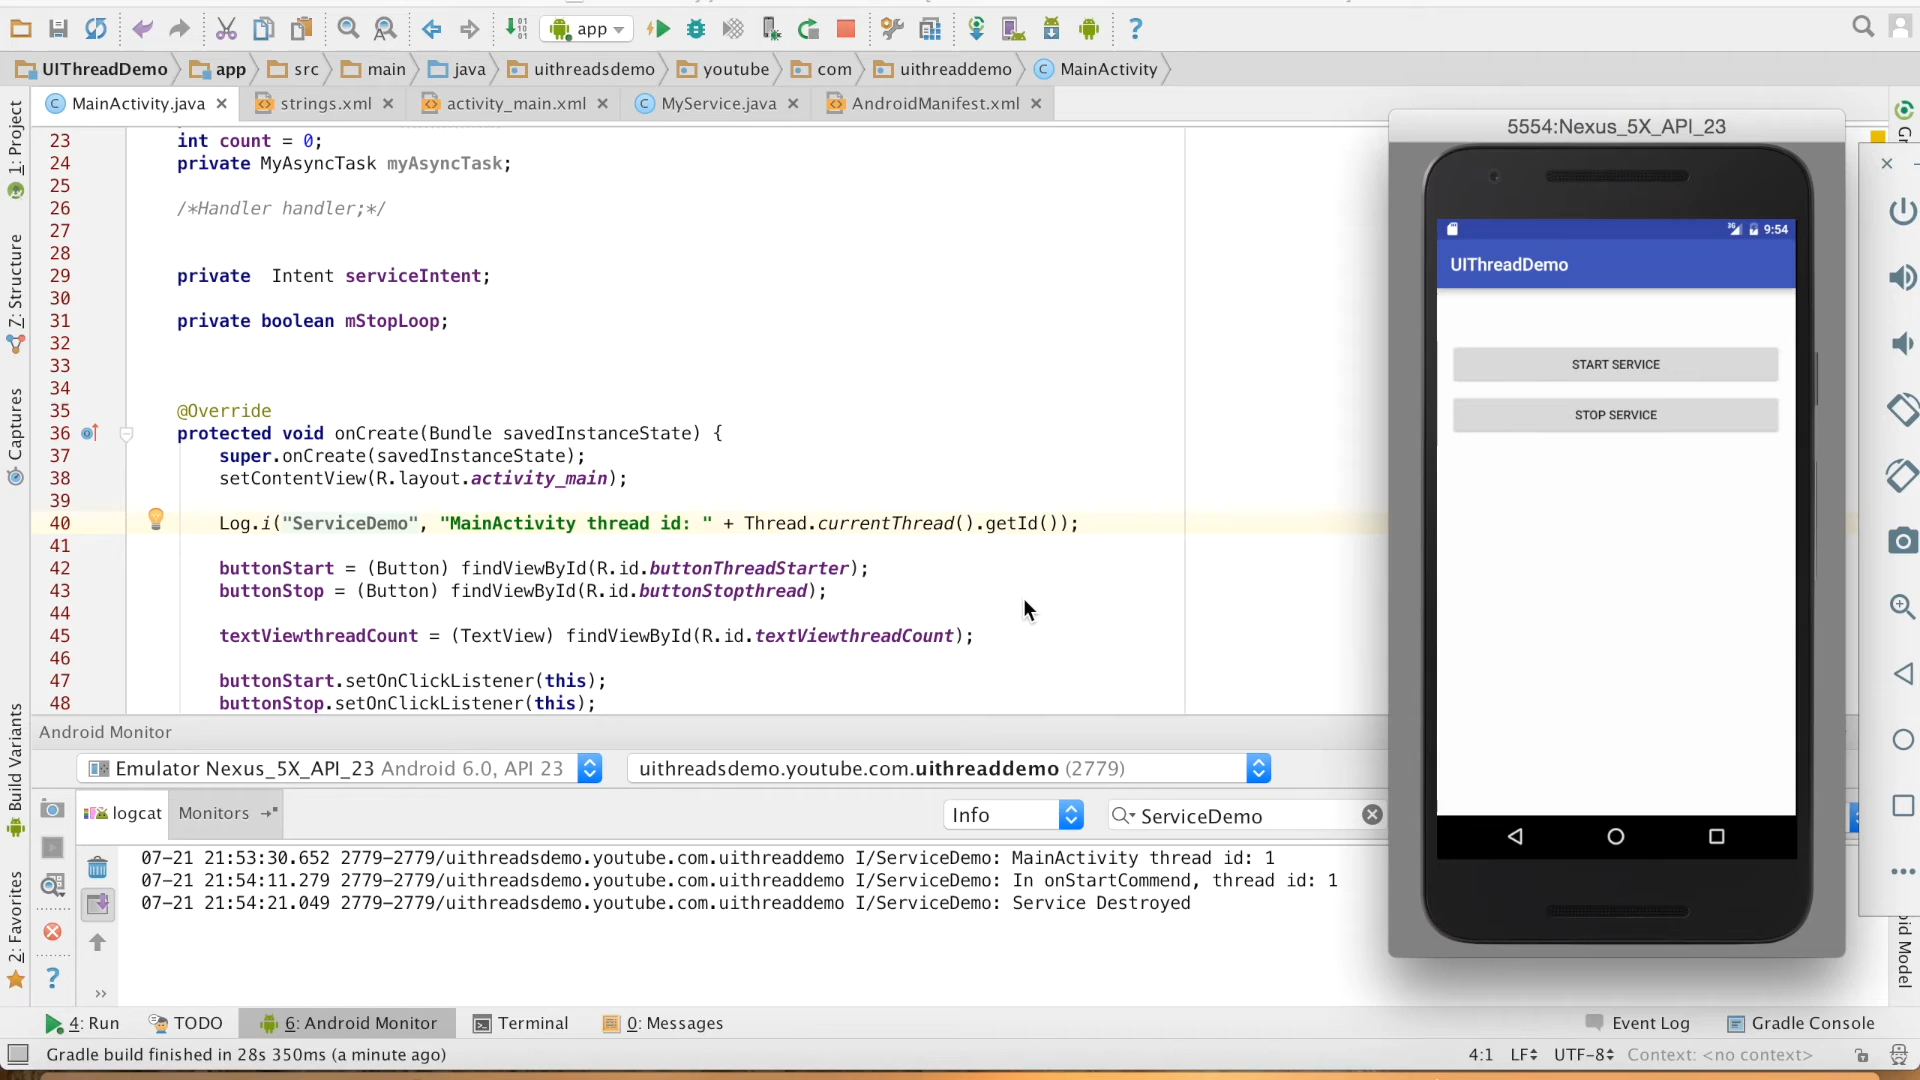 app
UIThreadDemo app src main java uithreadsdemo youtube com uithreaddemo MainActivity
MainActivity.java strings.xml activity_main.xml MyService.java AndroidManifest.xml
1: Project
Z: Structure
Captures
Build Variants
2: Favorites
23 int count = 0;
24 private MyAsyncTask myAsyncTask;
25
26 /*Handler handler;*/
27
28
29 private  Intent serviceIntent;
30
31 private boolean mStopLoop;
32
33
34
35 @Override
36 protected void onCreate(Bundle savedInstanceState) {
37 super.onCreate(savedInstanceState);
38 setContentView(R.layout.activity_main);
39
40 Log.i("ServiceDemo", "MainActivity thread id: " + Thread.currentThread().getId());
41
42 buttonStart = (Button) findViewById(R.id.buttonThreadStarter);
43 buttonStop = (Button) findViewById(R.id.buttonStopthread);
44
45 textViewthreadCount = (TextView) findViewById(R.id.textViewthreadCount);
46
47 buttonStart.setOnClickListener(this);
48 buttonStop.setOnClickListener(this);
5554:Nexus_5X_API_23
9:54
UIThreadDemo
START SERVICE
STOP SERVICE
Android Monitor
Emulator Nexus_5X_API_23 Android 6.0, API 23 uithreadsdemo.youtube.com.uithreaddemo (2779)
logcat Monitors Info ServiceDemo
07-21 21:53:30.652 2779-2779/uithreadsdemo.youtube.com.uithreaddemo I/ServiceDemo: MainActivity thread id: 1
07-21 21:54:11.279 2779-2779/uithreadsdemo.youtube.com.uithreaddemo I/ServiceDemo: In onStartCommend, thread id: 1
07-21 21:54:21.049 2779-2779/uithreadsdemo.youtube.com.uithreaddemo I/ServiceDemo: Service Destroyed
4: Run TODO 6: Android Monitor Terminal 0: Messages Event Log Gradle Console
Gradle build finished in 28s 350ms (a minute ago) 4:1 LF UTF-8 Context: <no context>
Model